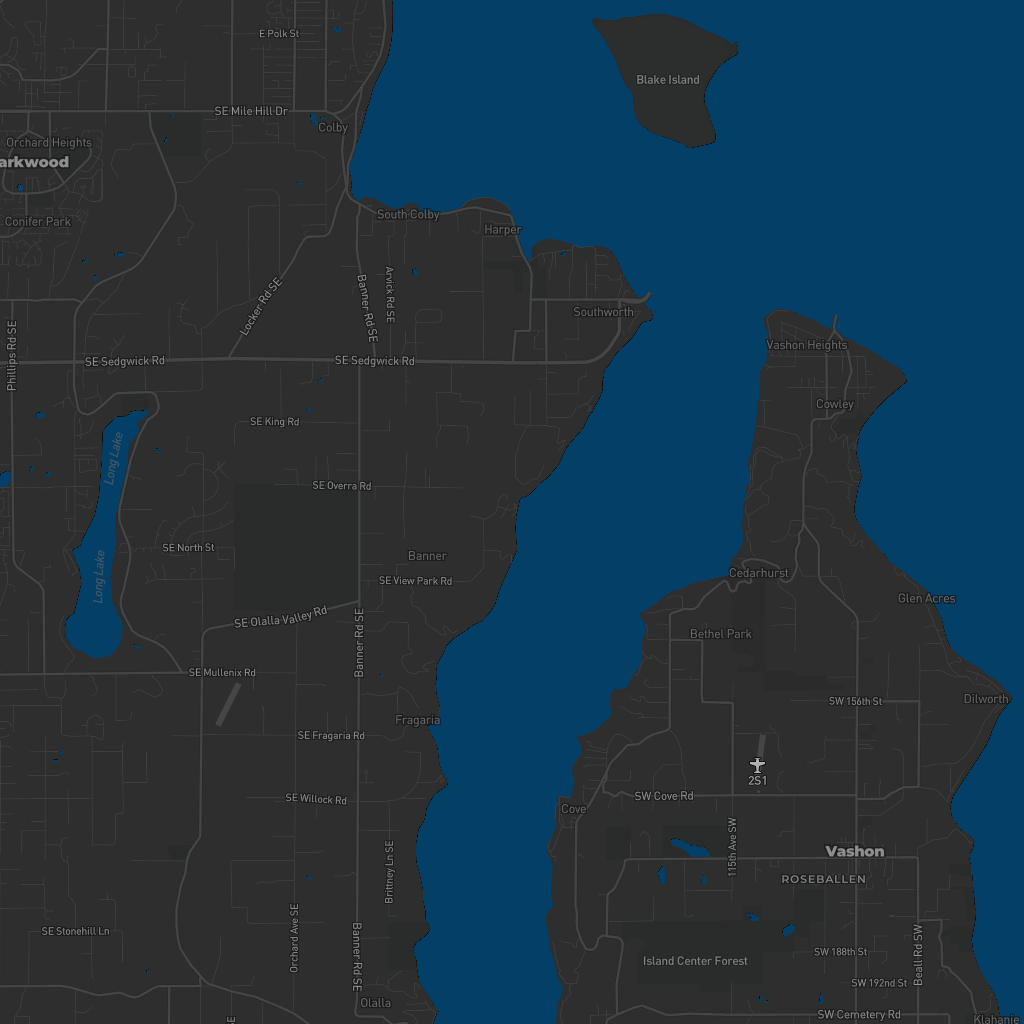 E Polk St
Blake Island
SE Mile Hill Dr
Colby
Orchard Heights
arkwood
Conifer Park
South Colby
Harper
Arvick Rd SE
Locker Rd SE
Banner Rd SE
Southworth
Phillips Rd SE
Vashon Heights
SE Sedgwick Rd
SE Sedgwick Rd
Cowley
SE King Rd
Long Lake
SE Overra Rd
SE North St
Banner
Long Lake
SE View Park Rd
Cedarhurst
Glen Acres
SE Olalla Valley Rd
Banner Rd SE
Bethel Park
SE Mullenix Rd
SW 156th St
Dilworth
Fragaria
SE Fragaria Rd
2S1
SE Willock Rd
SW Cove Rd
Cove
115th Ave SW
Vashon
Brittney Ln SE
ROSEBALLEN
SE Stonehill Ln
Orchard Ave SE
Banner Rd SE
SW 188th St
Beall Rd SW
Island Center Forest
SW 192nd St
Olalla
SW Cemetery Rd
Klahanie
SE